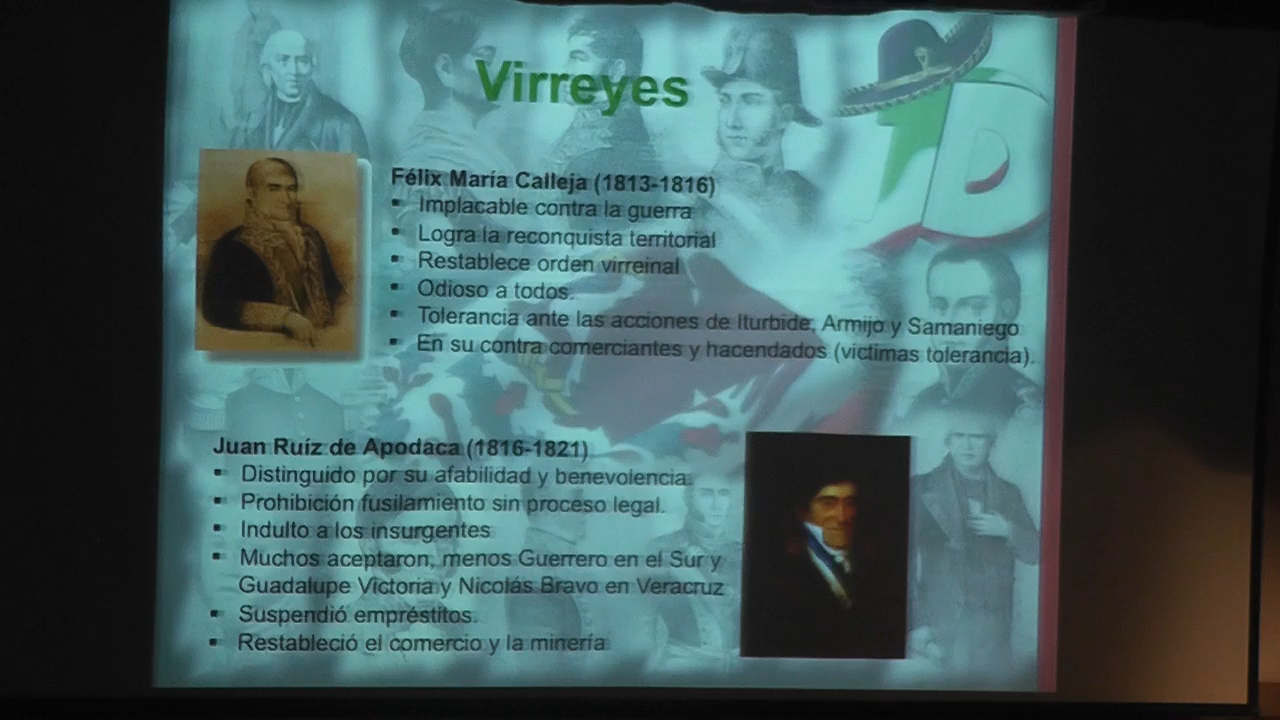 Virreyes
D
Félix María Calleja (1813-1816)
▪ Implacable contra la guerra
▪ Logra la reconquista territorial
▪ Restablece orden virreinal
▪ Odioso a todos.
▪ Tolerancia ante las acciones de Iturbide, Armijo y Samaniego
▪ En su contra comerciantes y hacendados (victimas tolerancia).
Juan Ruíz de Apodaca (1816-1821)
▪ Distinguido por su afabilidad y benevolencia.
▪ Prohibición fusilamiento sin proceso legal.
▪ Indulto a los insurgentes
▪ Muchos aceptaron, menos Guerrero en el Sur y
Guadalupe Victoria y Nicolás Bravo en Veracruz
▪ Suspendió empréstitos.
▪ Restableció el comercio y la minería